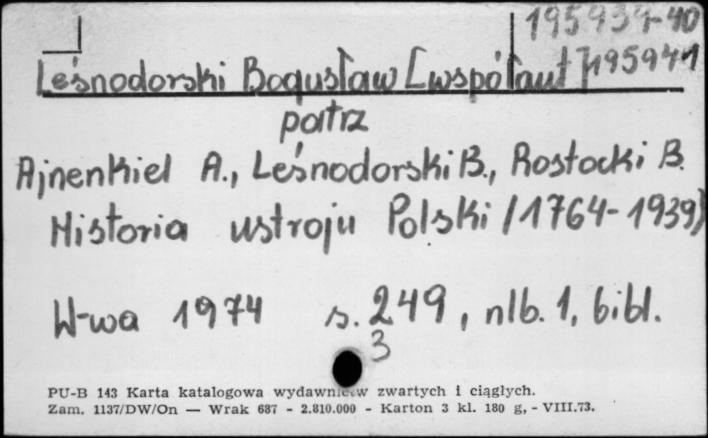 195939-40
Leśnodorski Bogusław [współaut] 195941
patrz
Ajnenkiel A., Leśnodorski B., Rostocki B.
Historia ustroju Polski /1764-1939/
W-wa 1974 s. 249, nlb. 1, bibl.
3
PU-B 143 Karta katalogowa wydawnictw zwartych i ciągłych.
Zam. 1137/DW/On — Wrak 687 - 2.810.000 - Karton 3 kl. 180 g, - VIII.73.